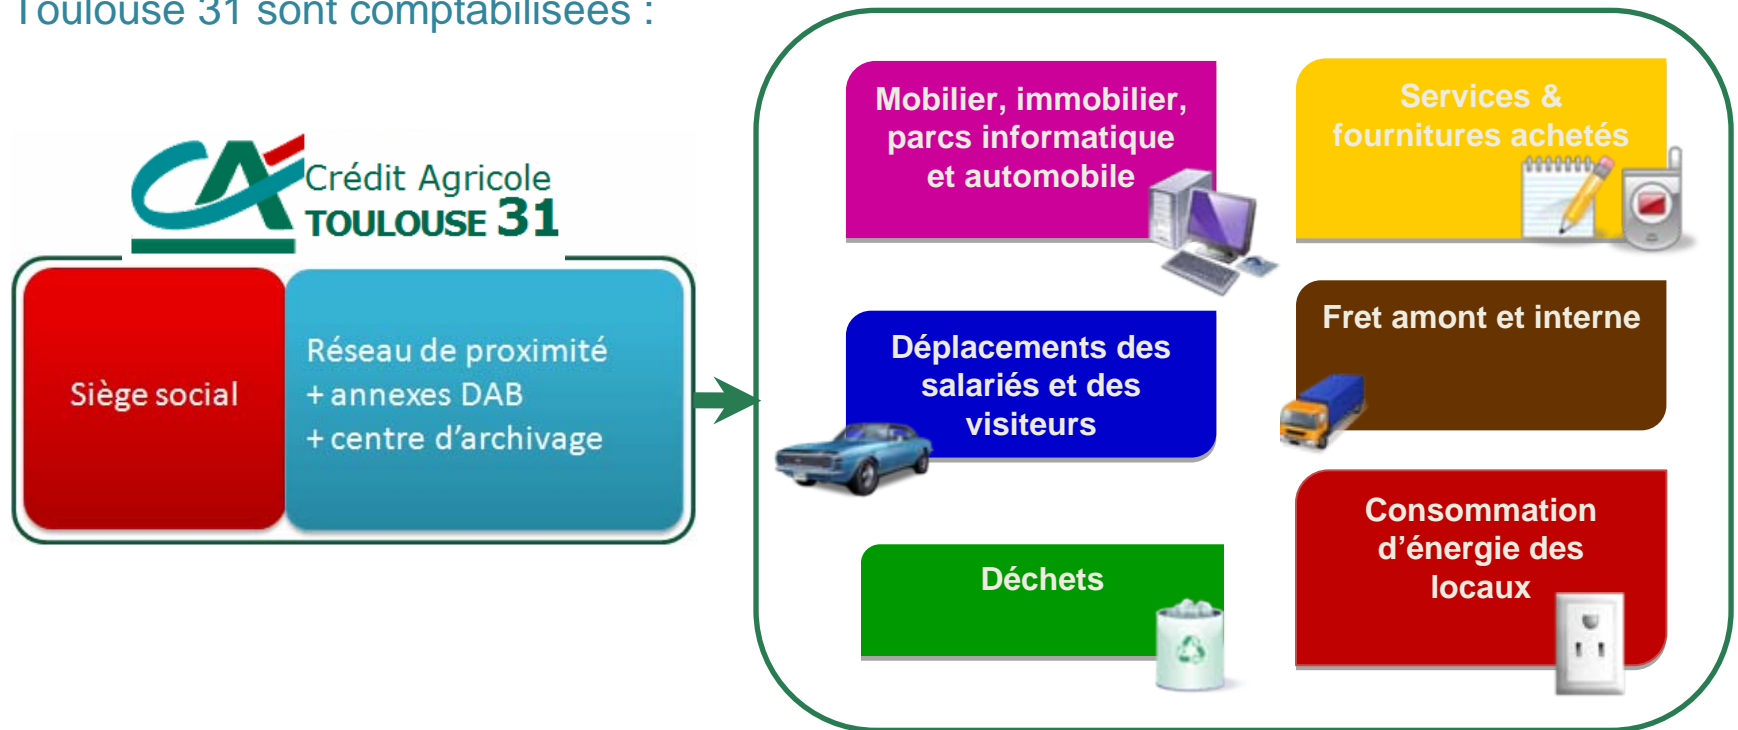 Toulouse 31 sont comptabilisées :
CA
Crédit Agricole
TOULOUSE 31
Siège social
Réseau de proximité
+ annexes DAB
+ centre d'archivage
Mobilier, immobilier,
parcs informatique
et automobile
Services &
fournitures achetés
Déplacements des
salariés et des
visiteurs
Fret amont et interne
Déchets
Consommation
d'énergie des
locaux